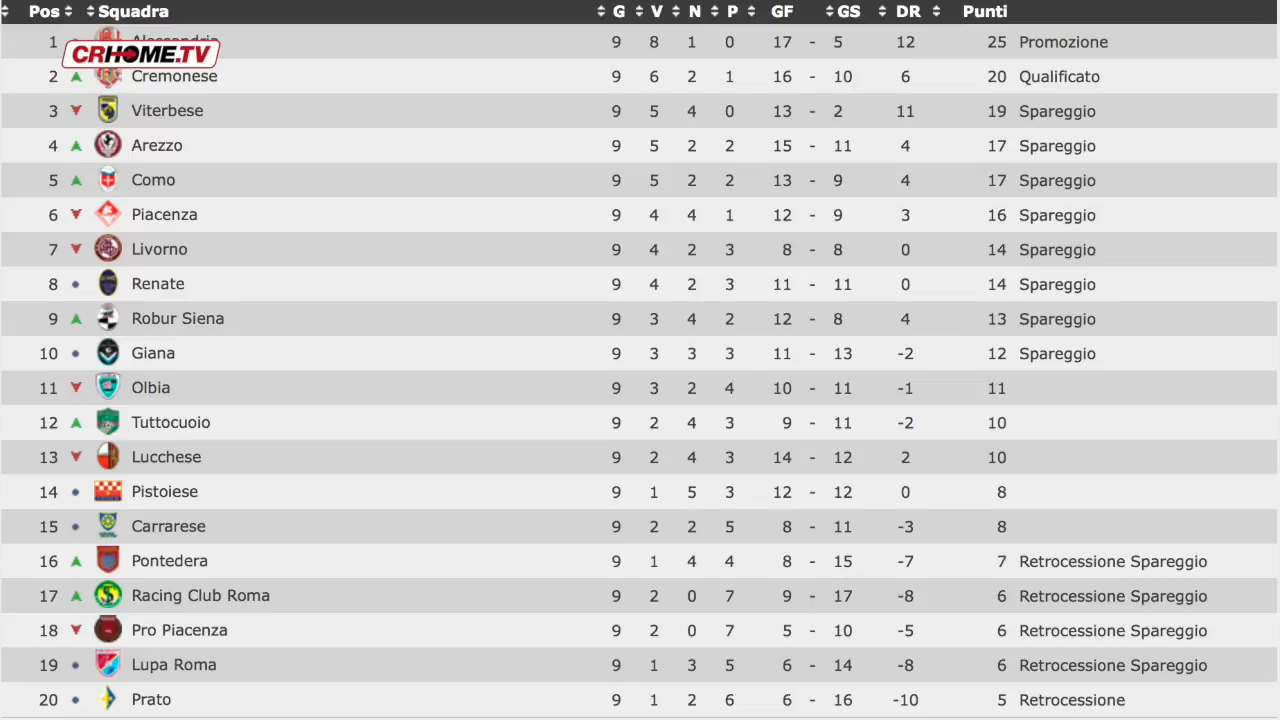 Pos Squadra G V N P GF GS DR Punti
CRHOME.TV
1 Alessandria 9 8 1 0 17 5 12 25 Promozione
2 Cremonese 9 6 2 1 16 - 10 6 20 Qualificato
3 Viterbese 9 5 4 0 13 - 2 11 19 Spareggio
4 Arezzo 9 5 2 2 15 - 11 4 17 Spareggio
5 Como 9 5 2 2 13 - 9 4 17 Spareggio
6 Piacenza 9 4 4 1 12 - 9 3 16 Spareggio
7 Livorno 9 4 2 3 8 - 8 0 14 Spareggio
8 Renate 9 4 2 3 11 - 11 0 14 Spareggio
9 Robur Siena 9 3 4 2 12 - 8 4 13 Spareggio
10 Giana 9 3 3 3 11 - 13 -2 12 Spareggio
11 Olbia 9 3 2 4 10 - 11 -1 11
12 Tuttocuoio 9 2 4 3 9 - 11 -2 10
13 Lucchese 9 2 4 3 14 - 12 2 10
14 Pistoiese 9 1 5 3 12 - 12 0 8
15 Carrarese 9 2 2 5 8 - 11 -3 8
16 Pontedera 9 1 4 4 8 - 15 -7 7 Retrocessione Spareggio
17 Racing Club Roma 9 2 0 7 9 - 17 -8 6 Retrocessione Spareggio
18 Pro Piacenza 9 2 0 7 5 - 10 -5 6 Retrocessione Spareggio
19 Lupa Roma 9 1 3 5 6 - 14 -8 6 Retrocessione Spareggio
20 Prato 9 1 2 6 6 - 16 -10 5 Retrocessione